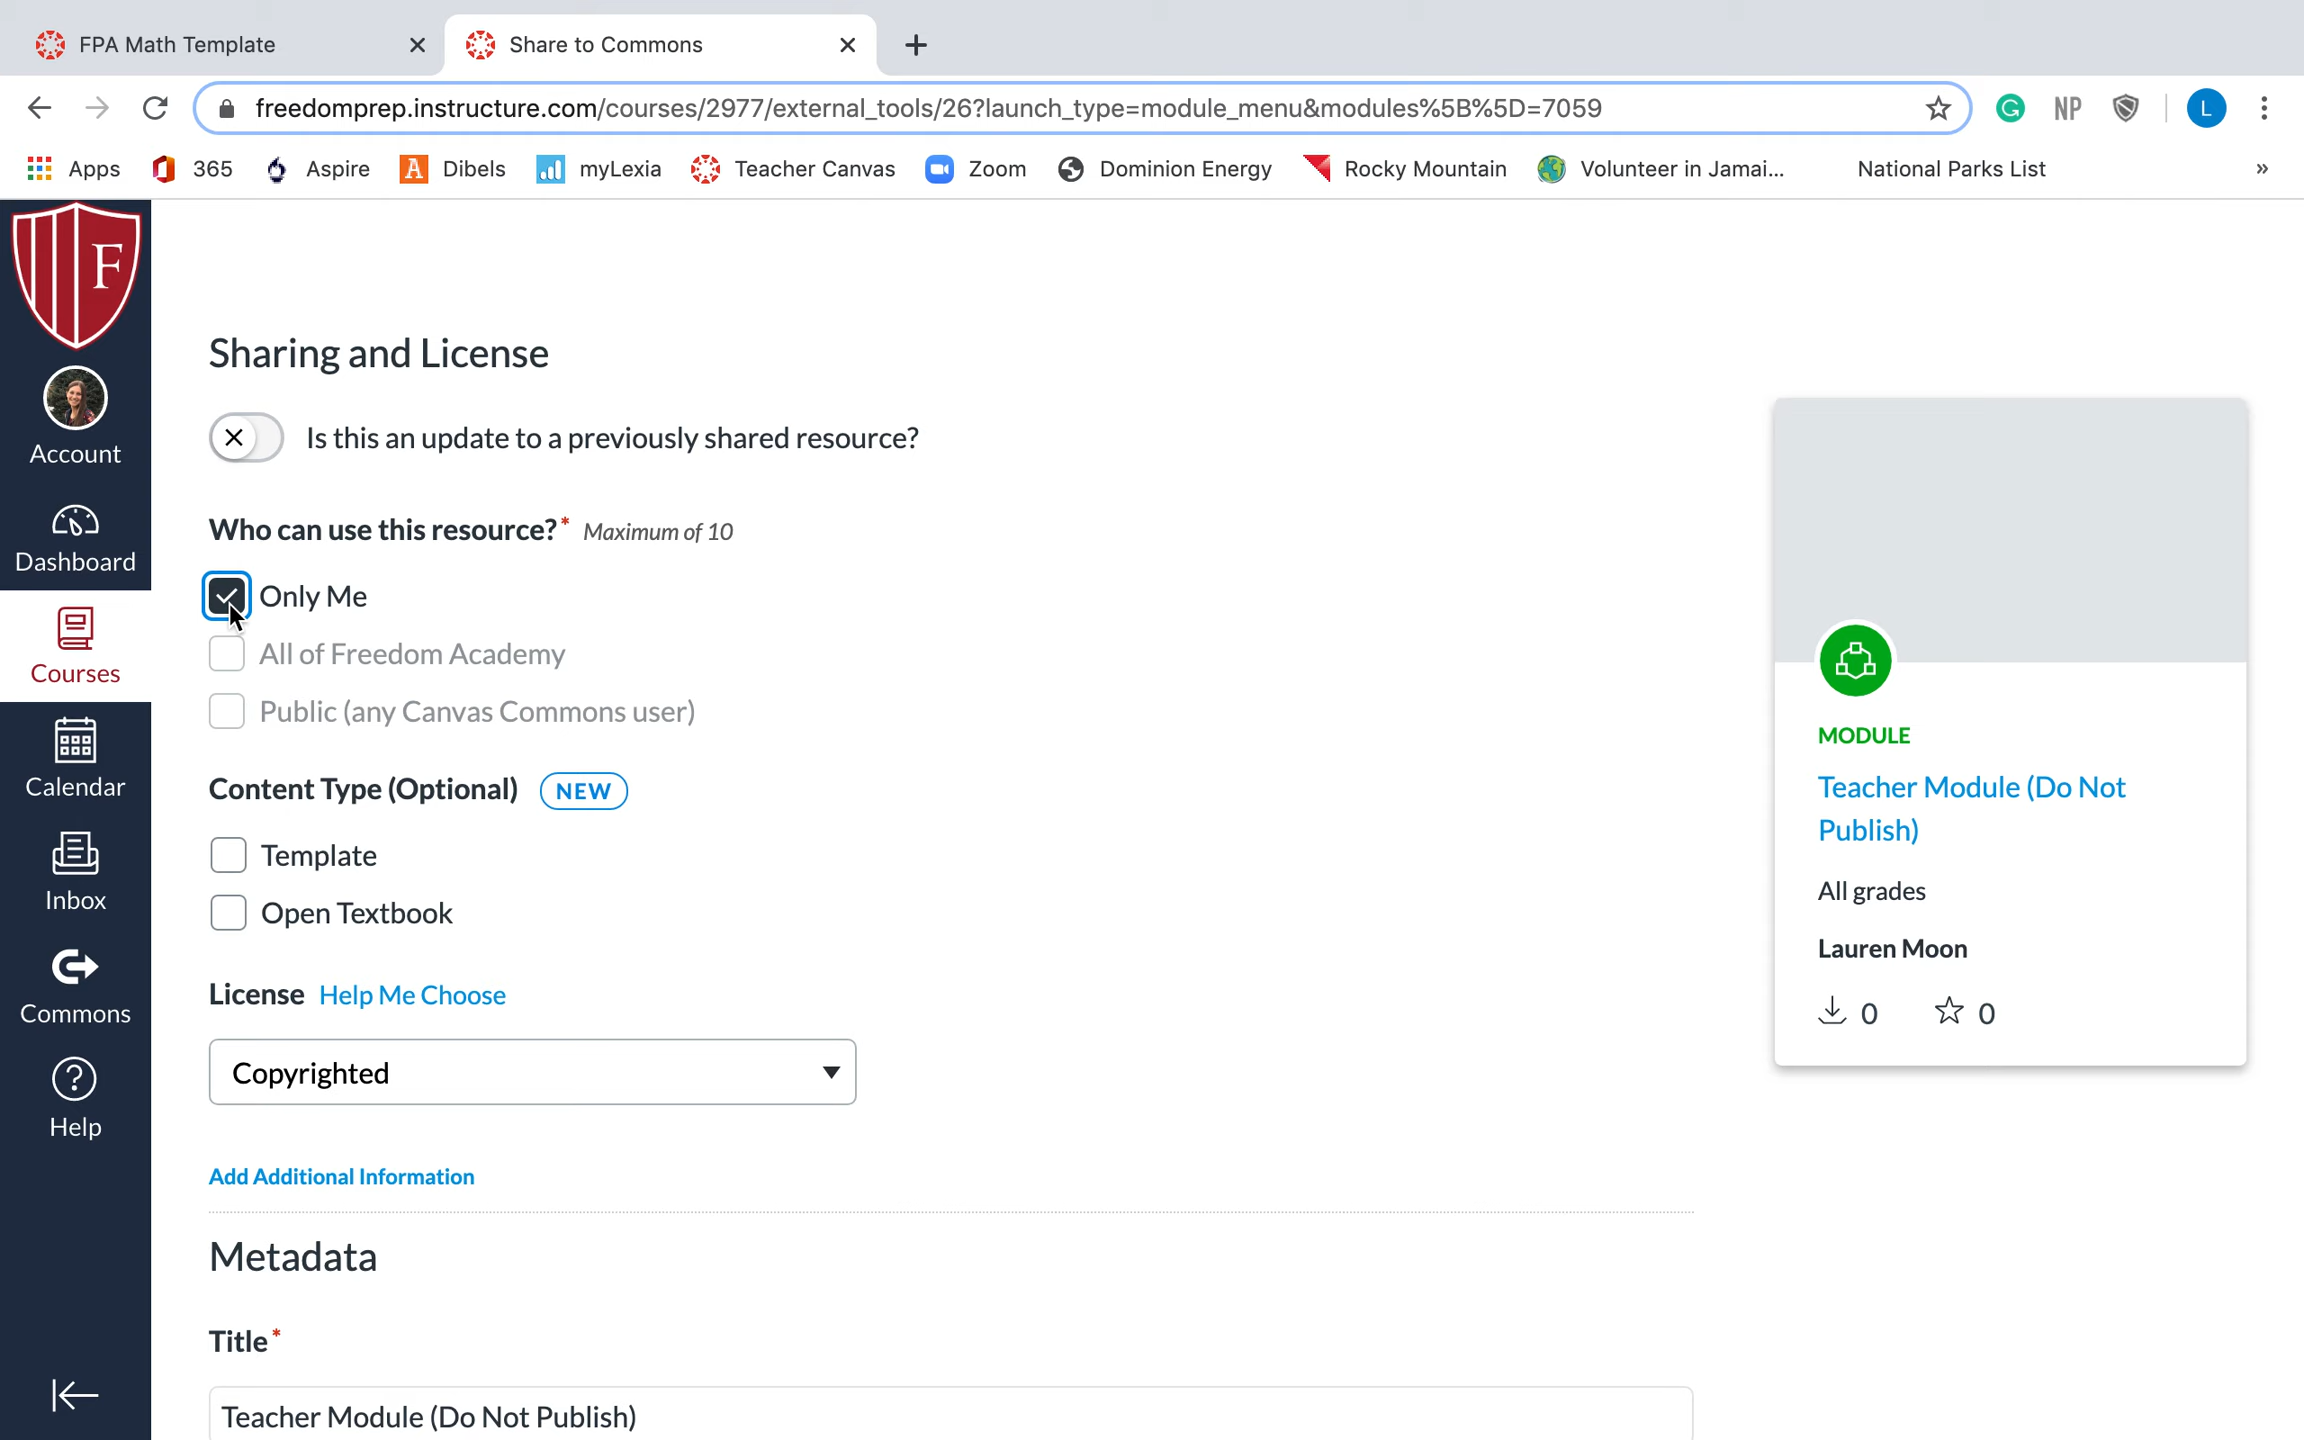 FPA Math Template
Share to Commons
freedomprep.instructure.com/courses/2977/external_tools/26?launch_type=module_menu&modules%5B%5D=7059
NP
L
Apps
365
Aspire
A
Dibels
myLexia
Teacher Canvas
Zoom
Dominion Energy
Rocky Mountain
Volunteer in Jamai...
National Parks List
»
F
Account
Dashboard
Courses
Calendar
Inbox
Commons
Help
Sharing and License
Is this an update to a previously shared resource?
Who can use this resource?* Maximum of 10
Only Me
All of Freedom Academy
Public (any Canvas Commons user)
Content Type (Optional) NEW
Template
Open Textbook
License Help Me Choose
Copyrighted
Add Additional Information
Metadata
Title*
Teacher Module (Do Not Publish)
MODULE
Teacher Module (Do Not
Publish)
All grades
Lauren Moon
0 0